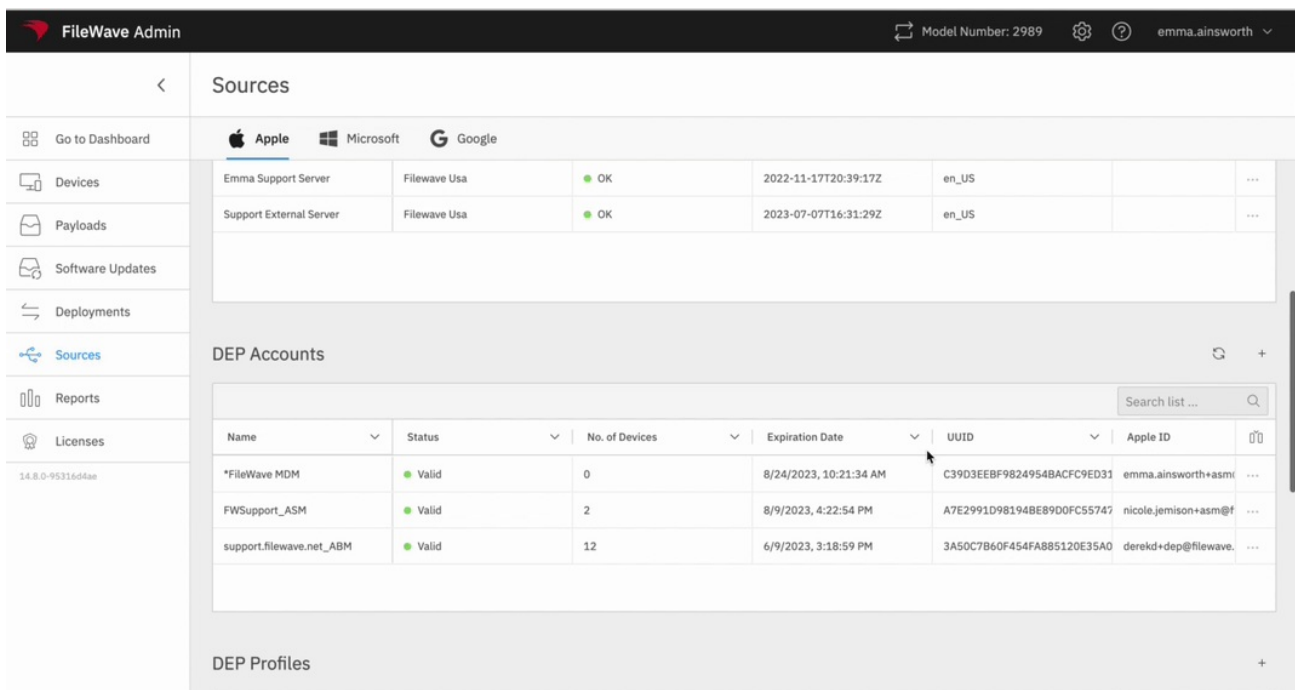 FileWave Admin
Model Number: 2989
emma.ainsworth
Sources
Go to Dashboard
Apple
Microsoft
Google
Devices
Payloads
Software Updates
Deployments
Sources
Reports
Licenses
14.8.0-95316d4ae
Emma Support Server Filewave Usa OK 2022-11-17T20:39:17Z en_US ...
Support External Server Filewave Usa OK 2023-07-07T16:31:29Z en_US ...
DEP Accounts
Search list ...
Name Status No. of Devices Expiration Date UUID Apple ID
*FileWave MDM Valid 0 8/24/2023, 10:21:34 AM C39D3EEBF9824954BACFC9ED31 emma.ainsworth+asm ...
FWSupport_ASM Valid 2 8/9/2023, 4:22:54 PM A7E2991D98194BE89D0FC55747 nicole.jemison+asm@f ...
support.filewave.net_ABM Valid 12 6/9/2023, 3:18:59 PM 3A50C7B60F454FA885120E35A0 derekd+dep@filewave. ...
DEP Profiles